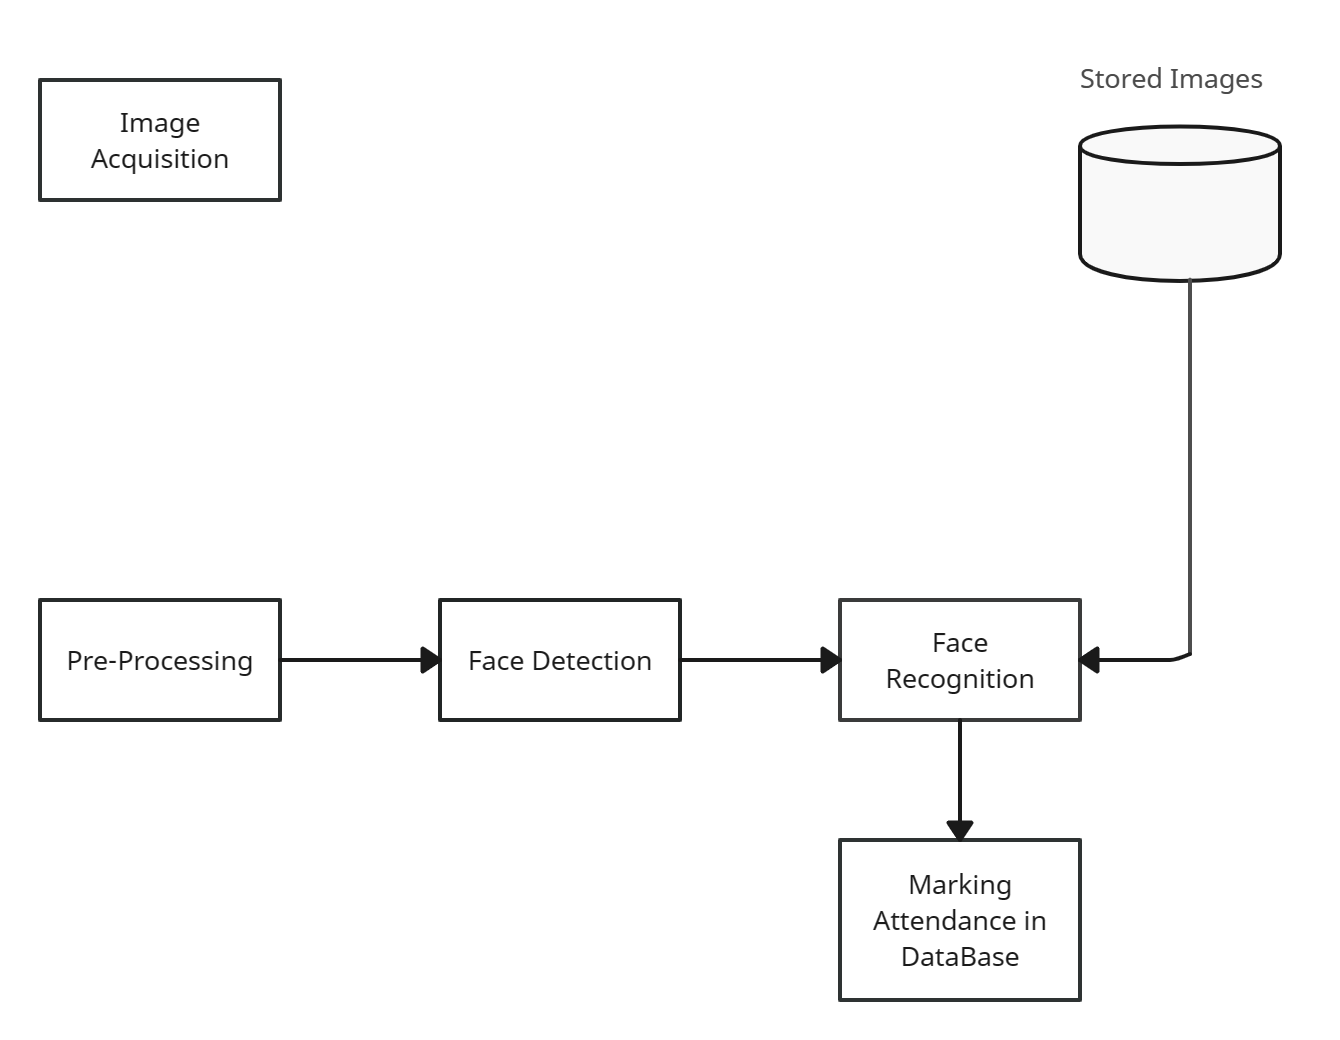 Stored Images
Image
Acquisition
Pre-Processing
Face Detection
Face
Recognition
Marking
Attendance in
DataBase